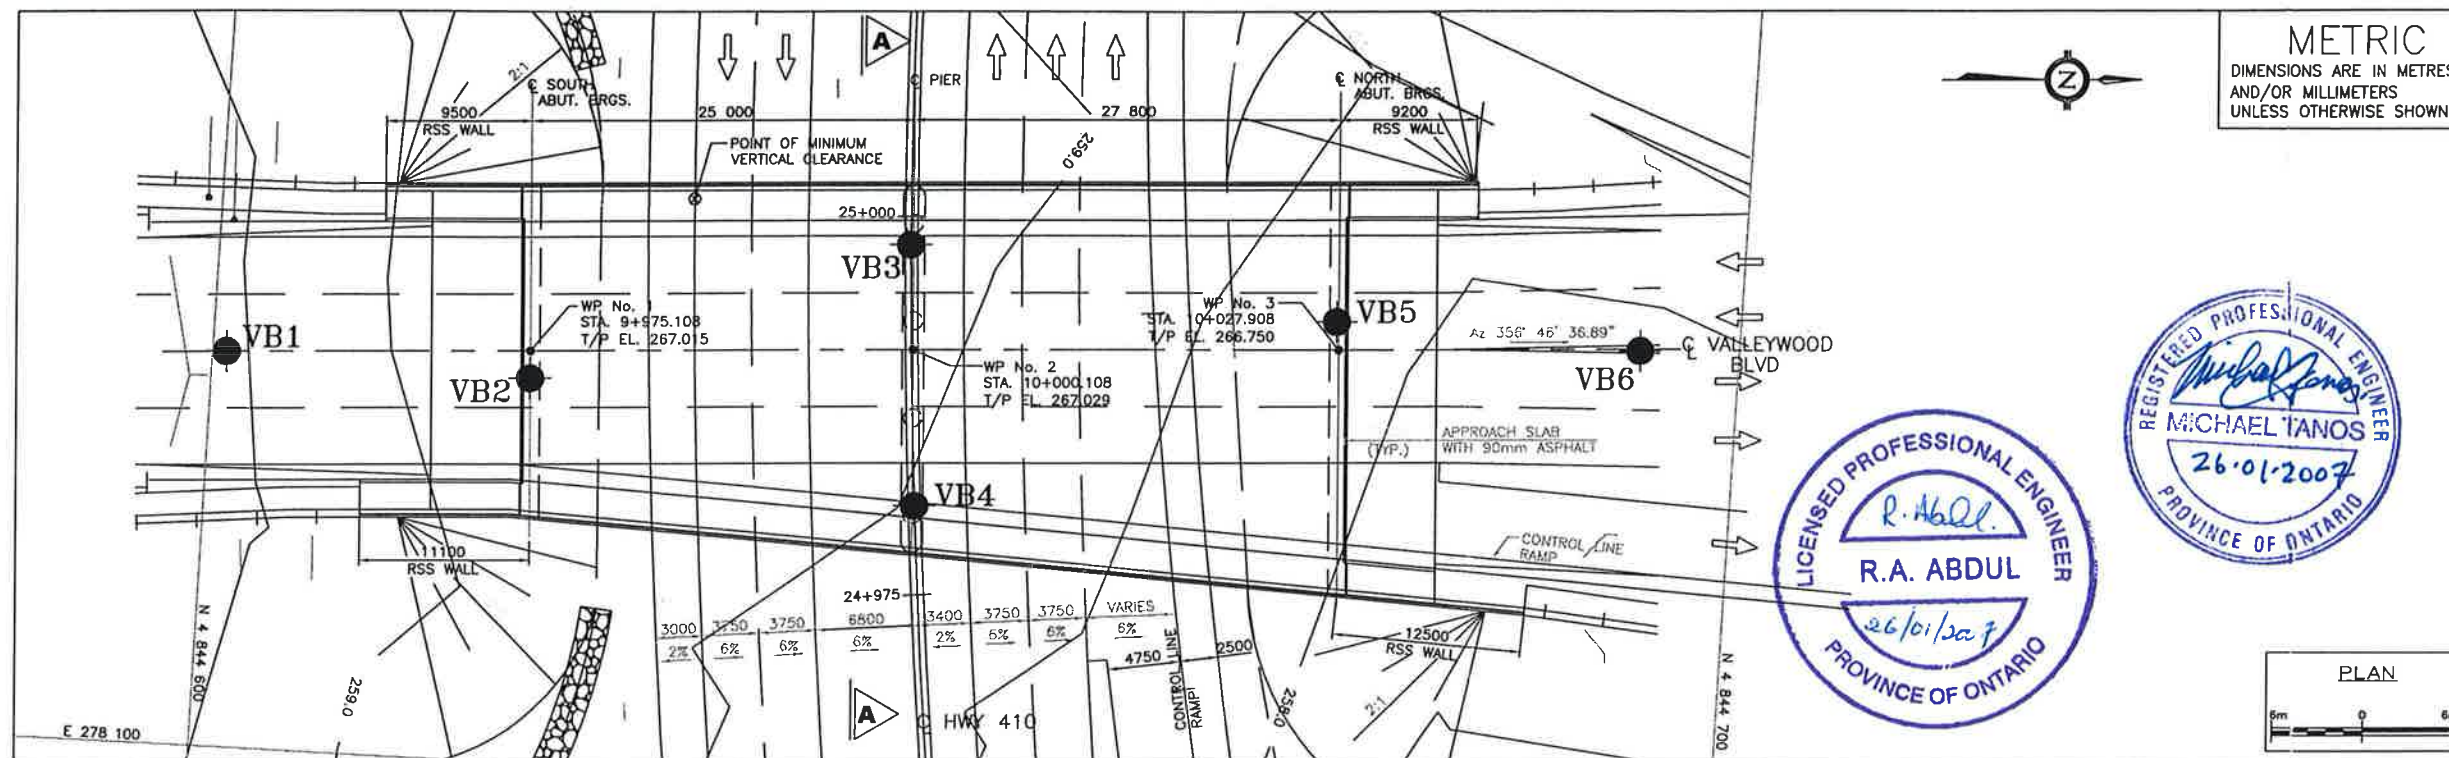 METRIC
DIMENSIONS ARE IN METRES
AND/OR MILLIMETERS
UNLESS OTHERWISE SHOWN
Z
A
℄ PIER
2:1
℄ SOUTH
ABUT. BRGS.
℄ NORTH
ABUT. BRGS.
9500
RSS WALL
25 000
27 800
9200
RSS WALL
POINT OF MINIMUM
VERTICAL CLEARANCE
259.0
25+000
VB3
VB1
WP No. 1
STA. 9+975.108
T/P EL. 267.015
VB2
WP No. 2
STA. 10+000.108
T/P EL. 267.029
WP No. 3
STA. 10+027.908
T/P EL. 266.750
VB5
Az 356° 46' 36.89"
℄ VALLEYWOOD
BLVD
VB6
APPROACH SLAB
(TYP.) WITH 90mm ASPHALT
VB4
CONTROL LINE
RAMP
11100
RSS WALL
24+975
3000 3750 3750 6800 3400 3750 3750 VARIES
2% 6% 6% 6% 2% 6% 6% 6%
4750
2500
CONTROL LINE
RAMP
12500
RSS WALL
2:1
258.0
259.0
N 4 844 600
N 4 844 700
E 278 100
A
℄ HWY 410
REGISTERED PROFESSIONAL ENGINEER
MICHAEL TANOS
26.01.2007
PROVINCE OF ONTARIO
LICENSED PROFESSIONAL ENGINEER
R. Abdul.
R.A. ABDUL
26/01/2007
PROVINCE OF ONTARIO
PLAN
6m 0